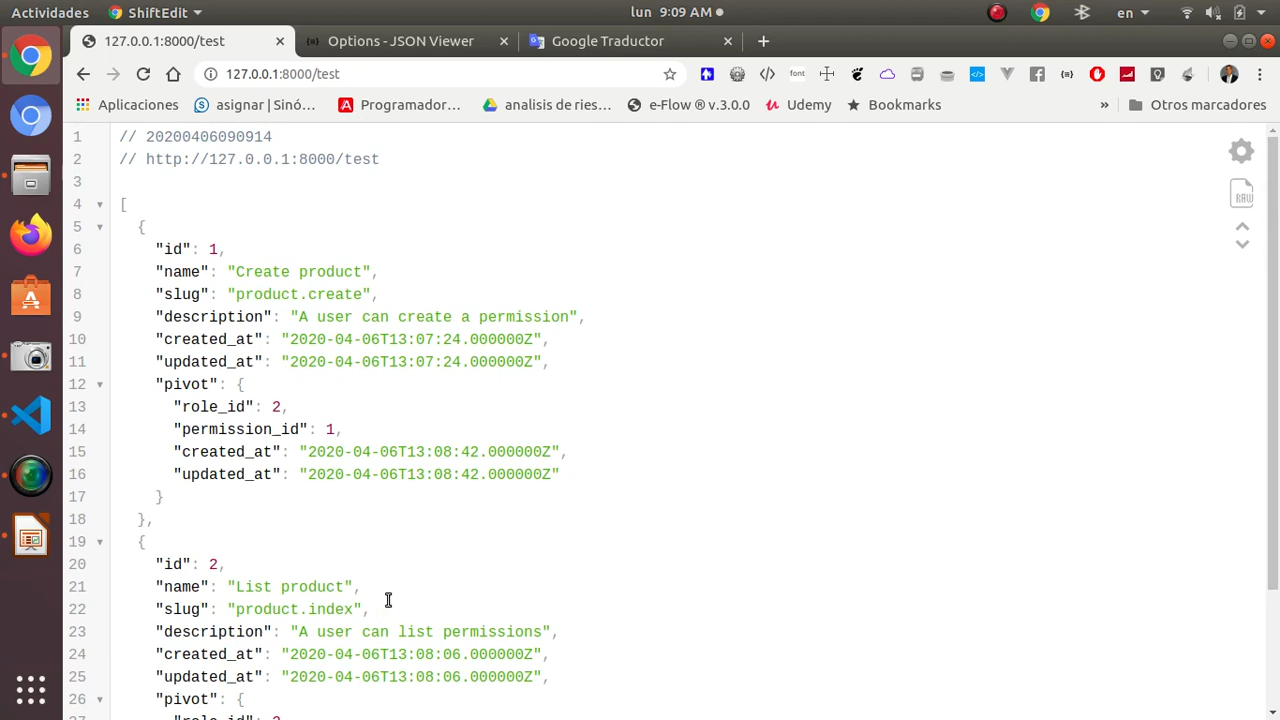 Actividades
ShiftEdit
lun 9:09 AM
en
127.0.0.1:8000/test
Options - JSON Viewer
Google Traductor
127.0.0.1:8000/test
font
Aplicaciones
asignar | Sinó...
Programador...
analisis de ries...
e-Flow ® v.3.0.0
Udemy
Bookmarks
»
Otros marcadores
RAW
1 // 20200406090914
2 // http://127.0.0.1:8000/test
3
4 [
5 {
6 "id": 1,
7 "name": "Create product",
8 "slug": "product.create",
9 "description": "A user can create a permission",
10 "created_at": "2020-04-06T13:07:24.000000Z",
11 "updated_at": "2020-04-06T13:07:24.000000Z",
12 "pivot": {
13 "role_id": 2,
14 "permission_id": 1,
15 "created_at": "2020-04-06T13:08:42.000000Z",
16 "updated_at": "2020-04-06T13:08:42.000000Z"
17 }
18 },
19 {
20 "id": 2,
21 "name": "List product",
22 "slug": "product.index",
23 "description": "A user can list permissions",
24 "created_at": "2020-04-06T13:08:06.000000Z",
25 "updated_at": "2020-04-06T13:08:06.000000Z",
26 "pivot": {
27 "role_id": 2